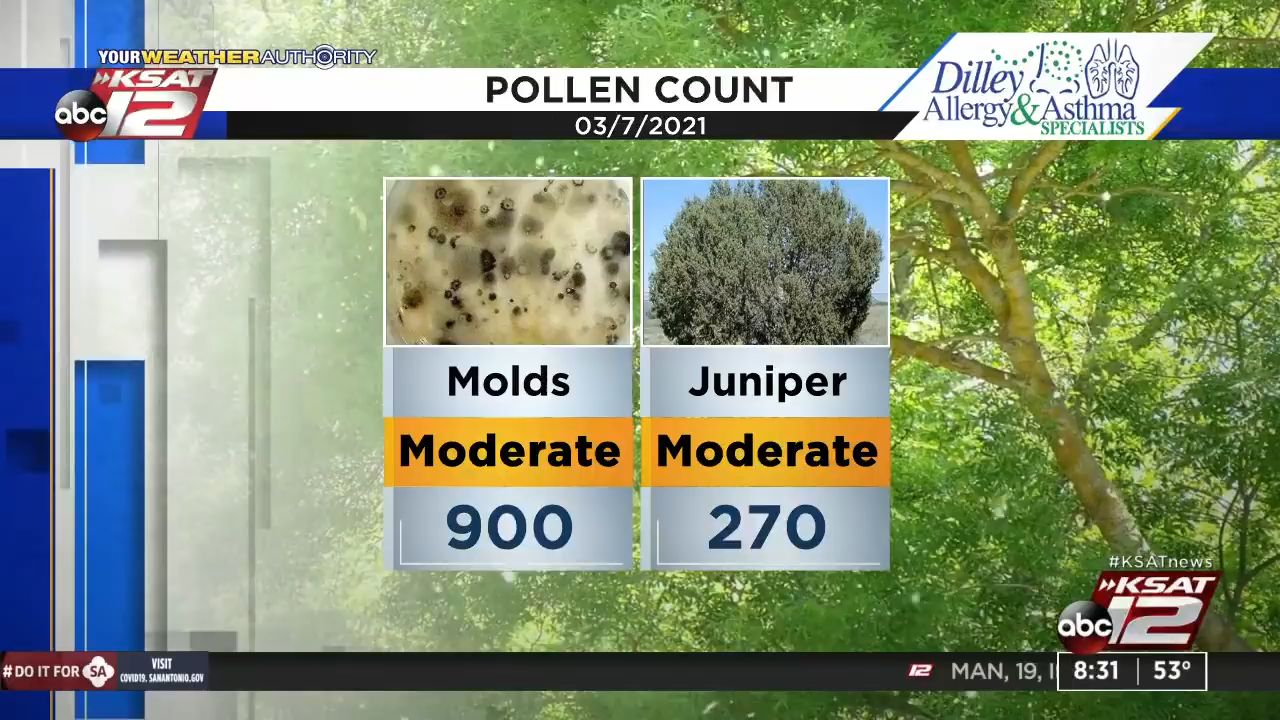 YOURWEATHERAUTHORITY
KSAT
abc 12
POLLEN COUNT
03/7/2021
Dilley
Allergy&Asthma
SPECIALISTS
Molds
Moderate
900
Juniper
Moderate
270
#KSATnews
KSAT
abc 12
#DO IT FOR SA
VISIT
COVID19.SANANTONIO.GOV
12 MAN, 19, I
8:31 53°